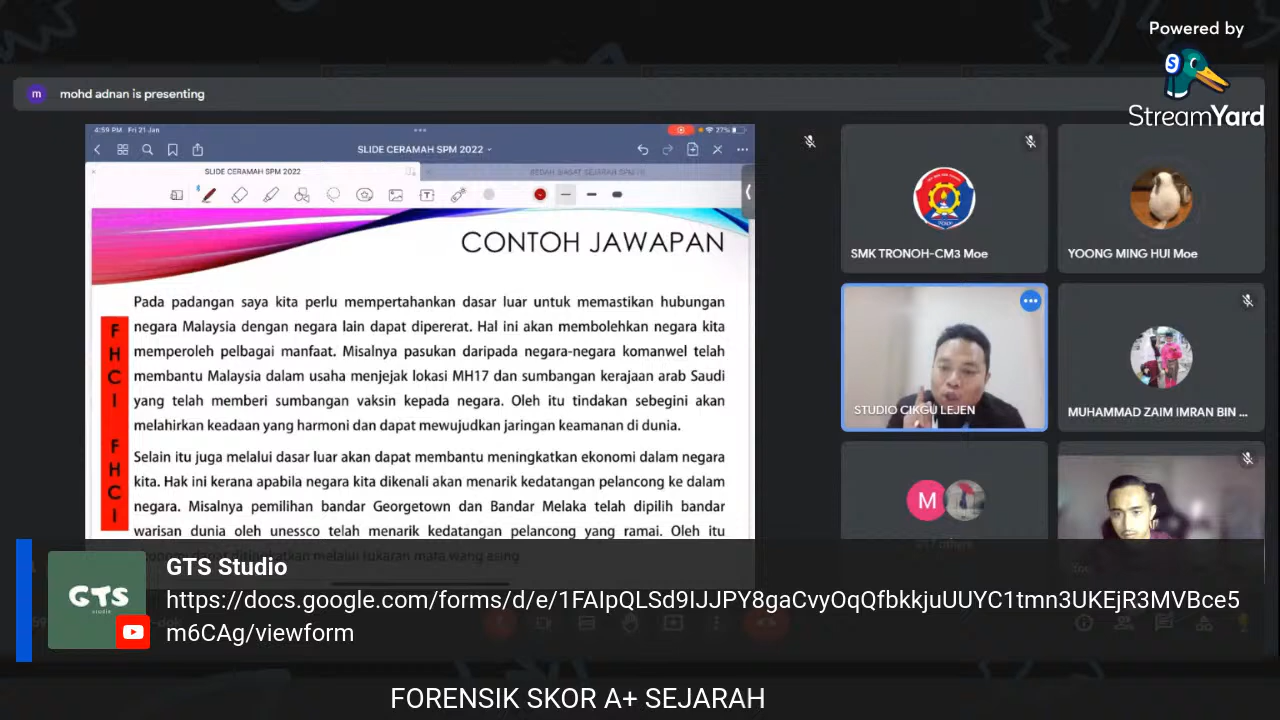 Powered by
StreamYard
m mohd adnan is presenting
4:59 PM Fri 21 Jan
27%
SLIDE CERAMAH SPM 2022
SLIDE CERAMAH SPM 2022
CONTOH JAWAPAN
Pada padangan saya kita perlu mempertahankan dasar luar untuk memastikan hubungan
negara Malaysia dengan negara lain dapat dipererat. Hal ini akan membolehkan negara kita
memperoleh pelbagai manfaat. Misalnya pasukan daripada negara-negara komanwel telah
membantu Malaysia dalam usaha menjejak lokasi MH17 dan sumbangan kerajaan arab Saudi
yang telah memberi sumbangan vaksin kepada negara. Oleh itu tindakan sebegini akan
melahirkan keadaan yang harmoni dan dapat mewujudkan jaringan keamanan di dunia.
Selain itu juga melalui dasar luar akan dapat membantu meningkatkan ekonomi dalam negara
kita. Hak ini kerana apabila negara kita dikenali akan menarik kedatangan pelancong ke dalam
negara. Misalnya pemilihan bandar Georgetown dan Bandar Melaka telah dipilih bandar
warisan dunia oleh unessco telah menarik kedatangan pelancong yang ramai. Oleh itu
melalui tukaran mata wang asing
F
H
C
I
F
H
C
I
SMK TRONOH-CM3 Moe
YOONG MING HUI Moe
STUDIO CIKGU LEJEN
MUHAMMAD ZAIM IMRAN BIN ...
M
GTS
studio
GTS Studio
https://docs.google.com/forms/d/e/1FAIpQLSd9IJJPY8gaCvyOqQfbkkjuUUYC1tmn3UKEjR3MVBce5
m6CAg/viewform
FORENSIK SKOR A+ SEJARAH